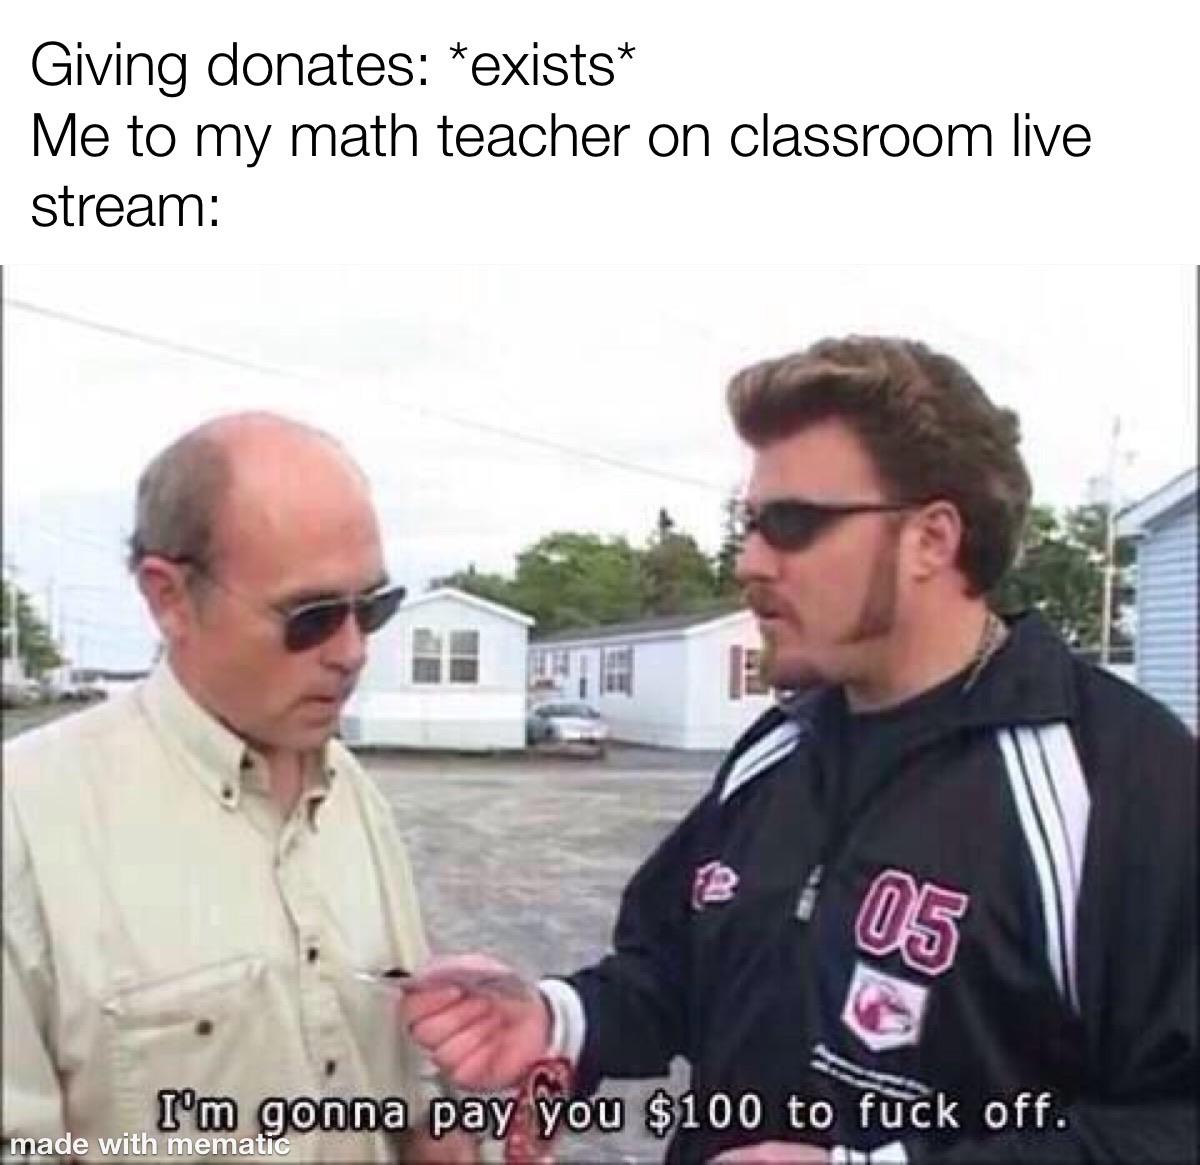 Giving donates: *exists*
Me to my math teacher on classroom live
stream:
05
I'm gonna pay you $100 to fuck off.
made with mematic